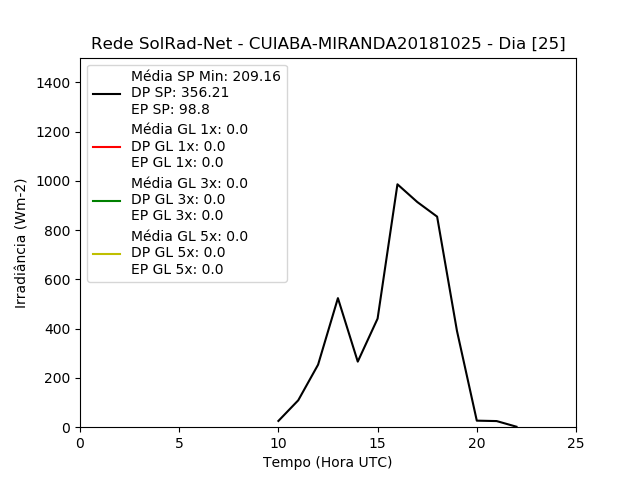 Rede SolRad-Net - CUIABA-MIRANDA20181025 - Dia [25]
Média SP Min: 209.16
DP SP: 356.21
EP SP: 98.8
Média GL 1x: 0.0
DP GL 1x: 0.0
EP GL 1x: 0.0
Média GL 3x: 0.0
DP GL 3x: 0.0
EP GL 3x: 0.0
Média GL 5x: 0.0
DP GL 5x: 0.0
EP GL 5x: 0.0
Irradiância (Wm-2)
1400
1200
1000
800
600
400
200
0
0 5 10 15 20 25
Tempo (Hora UTC)